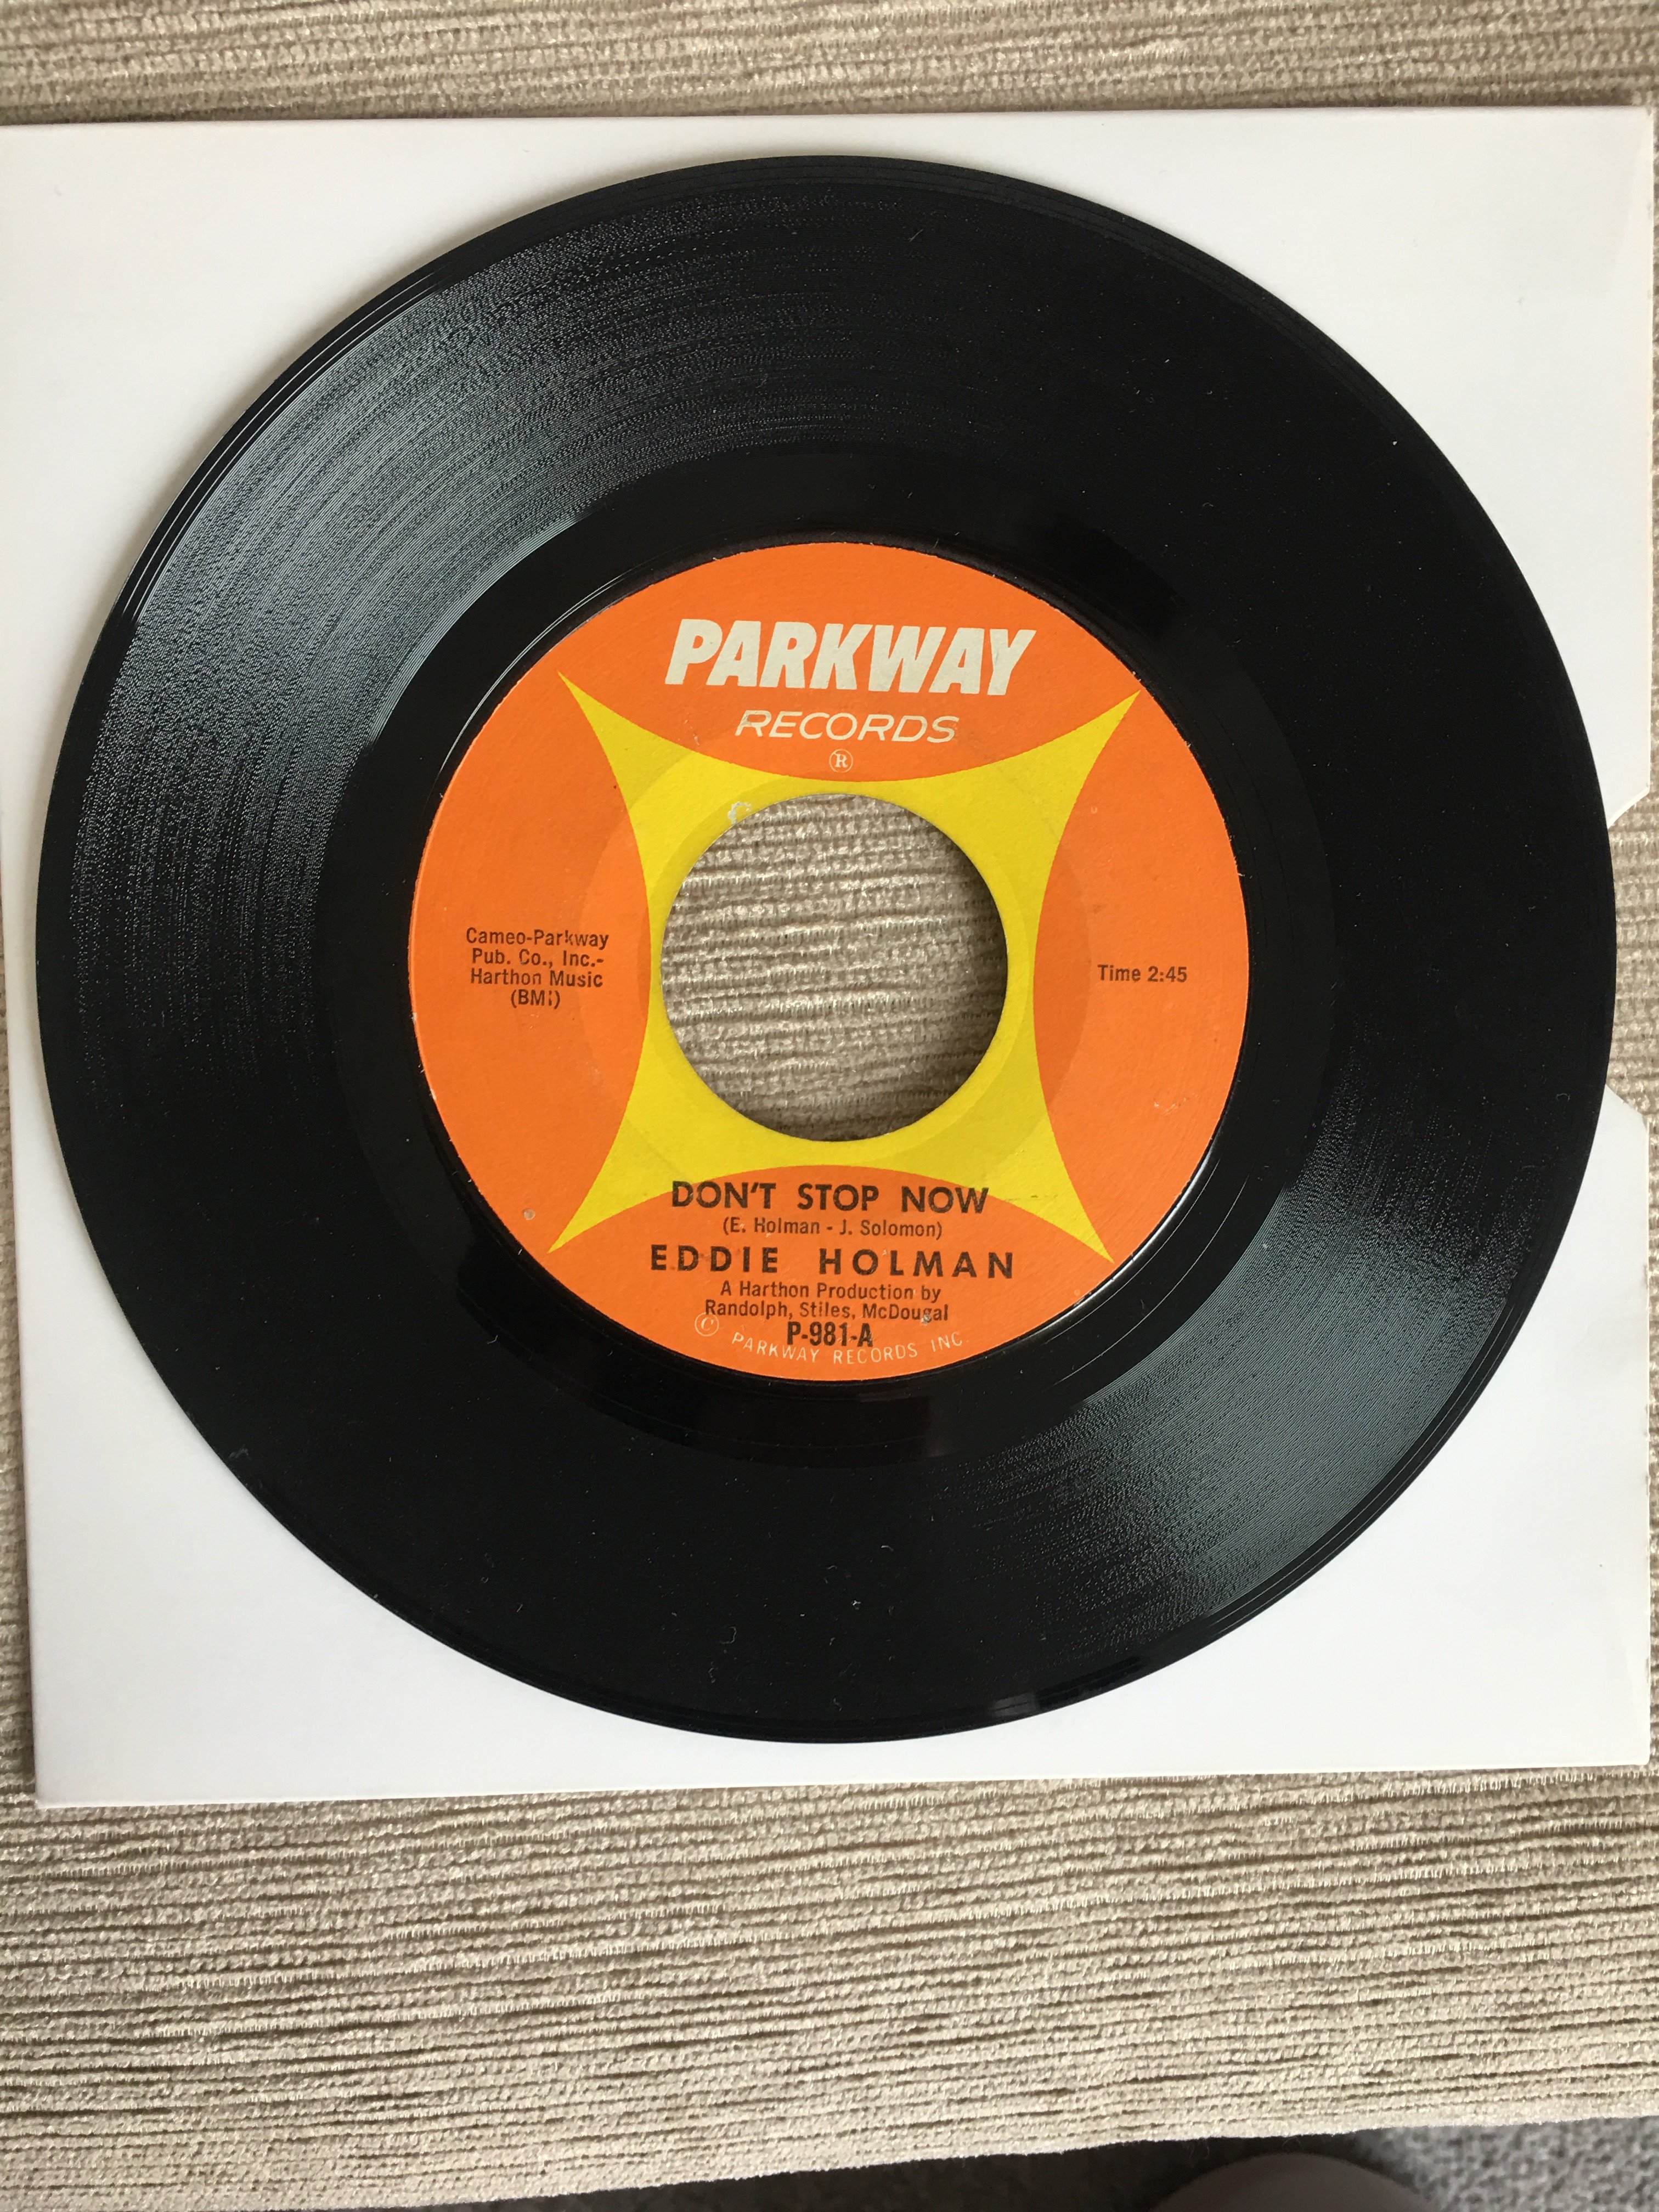 PARKWAY
RECORDS
®
Cameo-Parkway
Pub. Co., Inc.-
Harthon Music
(BMI)
Time 2:45
DON'T STOP NOW
(E. Holman - J. Solomon)
EDDIE HOLMAN
A Harthon Production by
Randolph, Stiles, McDougal
P-981-A
© PARKWAY RECORDS INC.